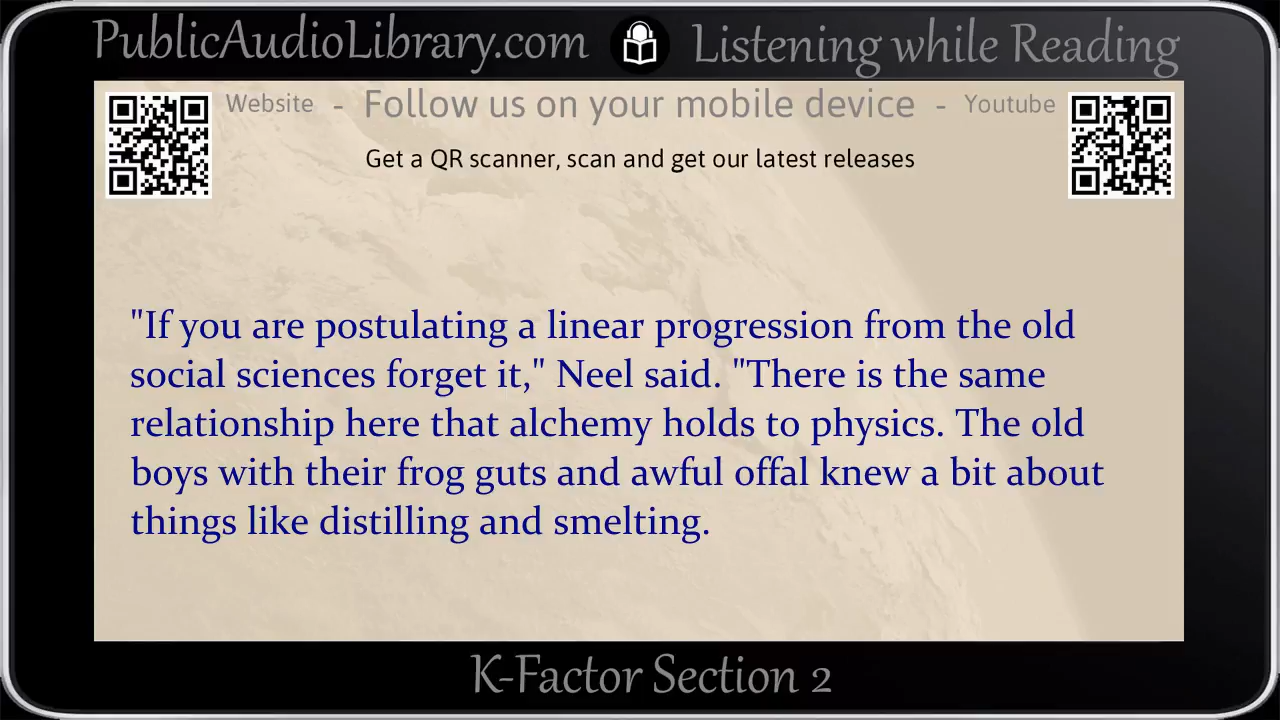 PublicAudioLibrary.com Listening while Reading
Website - Follow us on your mobile device - Youtube
Get a QR scanner, scan and get our latest releases
"If you are postulating a linear progression from the old
social sciences forget it," Neel said. "There is the same
relationship here that alchemy holds to physics. The old
boys with their frog guts and awful offal knew a bit about
things like distilling and smelting.
K-Factor Section 2